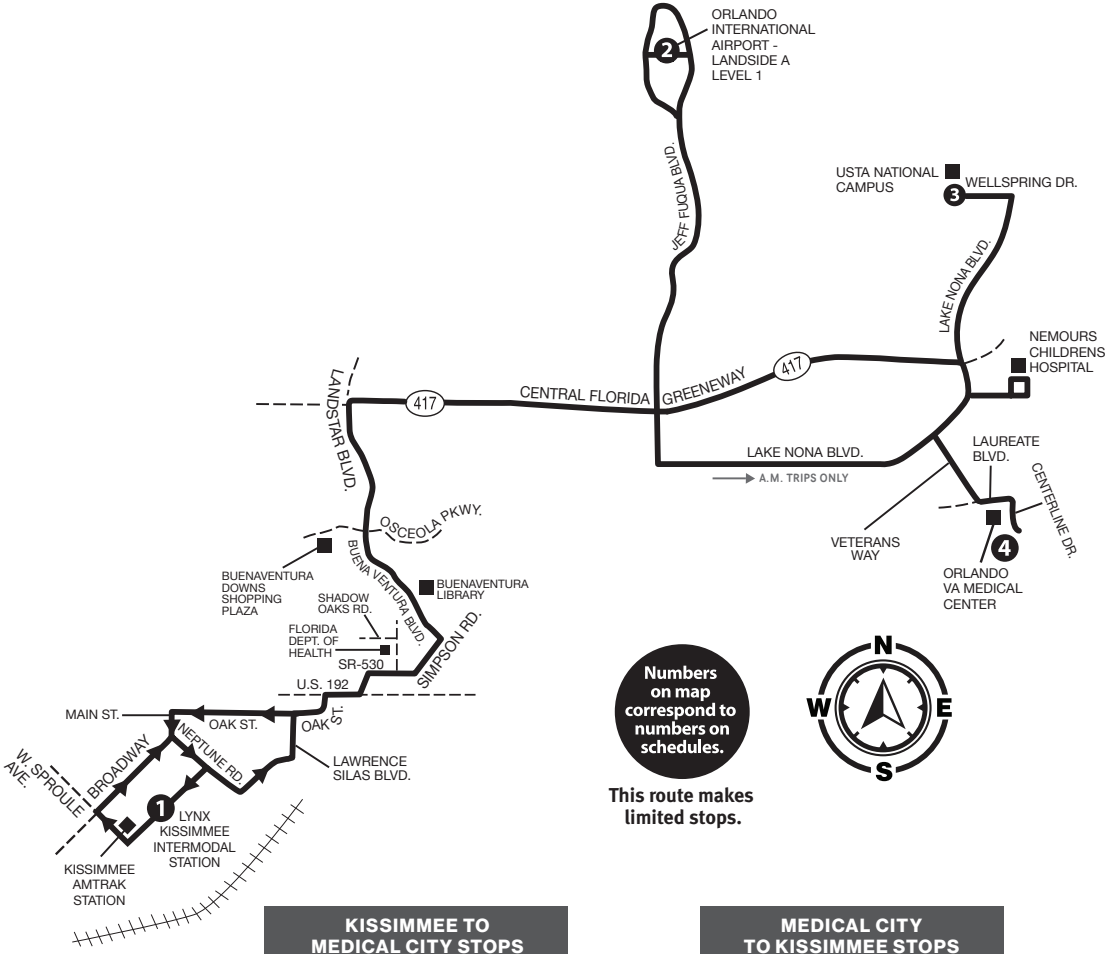 ORLANDO
INTERNATIONAL
AIRPORT -
LANDSIDE A
LEVEL 1
2
JEFF FUQUA BLVD.
USTA NATIONAL
CAMPUS
3
WELLSPRING DR.
LAKE NONA BLVD.
NEMOURS
CHILDRENS
HOSPITAL
417
CENTRAL FLORIDA
GREENEWAY
417
LANDSTAR BLVD.
LAKE NONA BLVD.
A.M. TRIPS ONLY
LAUREATE
BLVD.
CENTERLINE DR.
VETERANS
WAY
4
ORLANDO
VA MEDICAL
CENTER
OSCEOLA PKWY.
BUENAVENTURA
DOWNS
SHOPPING
PLAZA
BUENA VENTURA BLVD.
BUENAVENTURA
LIBRARY
SHADOW
OAKS RD.
FLORIDA
DEPT. OF
HEALTH
SIMPSON RD.
SR-530
U.S. 192
MAIN ST.
OAK ST.
OAK ST.
NEPTUNE RD.
BROADWAY
W. SPROULE
AVE.
LAWRENCE
SILAS BLVD.
1
LYNX
KISSIMMEE
INTERMODAL
STATION
KISSIMMEE
AMTRAK
STATION
Numbers
on map
correspond to
numbers on
schedules.
This route makes
limited stops.
N
W
E
S
KISSIMMEE TO
MEDICAL CITY STOPS
MEDICAL CITY
TO KISSIMMEE STOPS